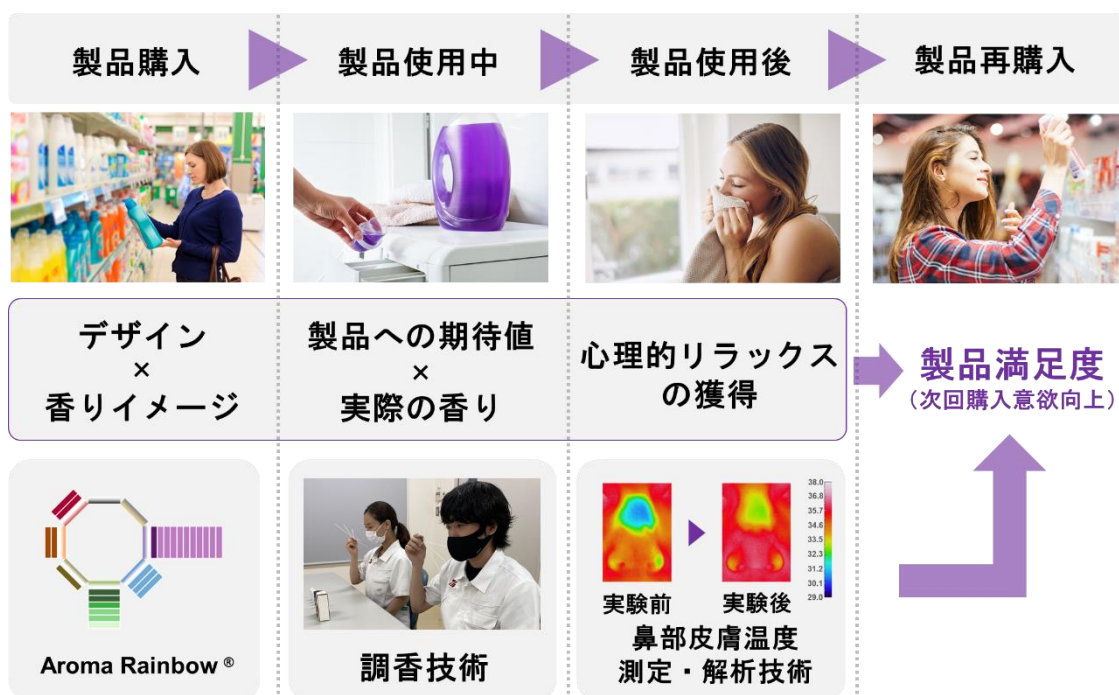 製品購入
製品使用中
製品使用後
製品再購入
デザイン
×
香りイメージ
製品への期待値
×
実際の香り
心理的リラックス
の獲得
製品満足度
（次回購入意欲向上）
Aroma Rainbow ®
調香技術
38.0
36.8
35.7
34.6
33.5
32.3
31.2
30.1
29.0
実験前
実験後
鼻部皮膚温度
測定・解析技術